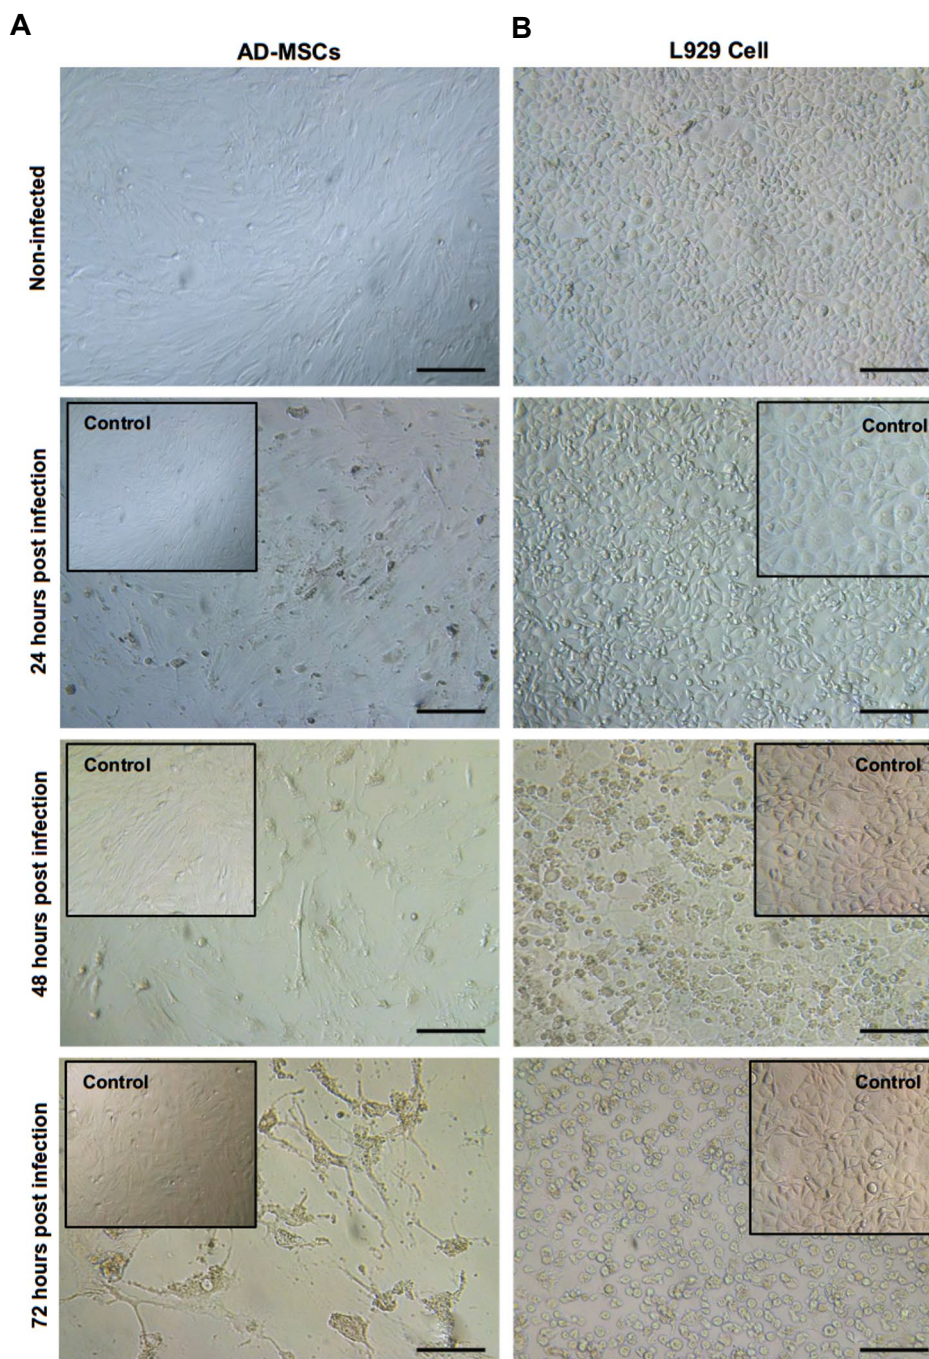 A
B
AD-MSCs
L929 Cell
Non-infected
24 hours post infection
Control
Control
48 hours post infection
Control
Control
72 hours post infection
Control
Control